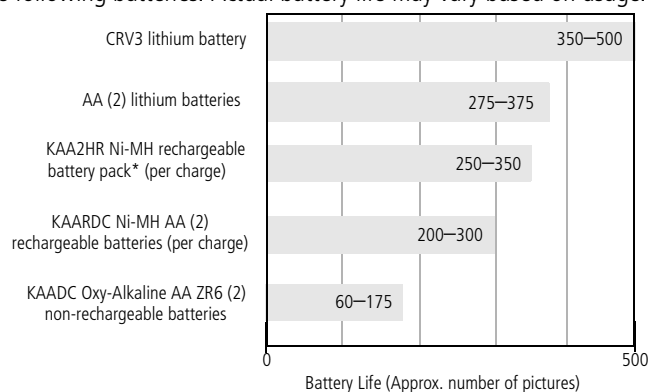 following batteries. Actual battery life may vary based on usage.
CRV3 lithium battery
350—500
AA (2) lithium batteries
275—375
KAA2HR Ni-MH rechargeable
battery pack* (per charge)
250—350
KAARDC Ni-MH AA (2)
rechargeable batteries (per charge)
200—300
KAADC Oxy-Alkaline AA ZR6 (2)
non-rechargeable batteries
60—175
0
500
Battery Life (Approx. number of pictures)